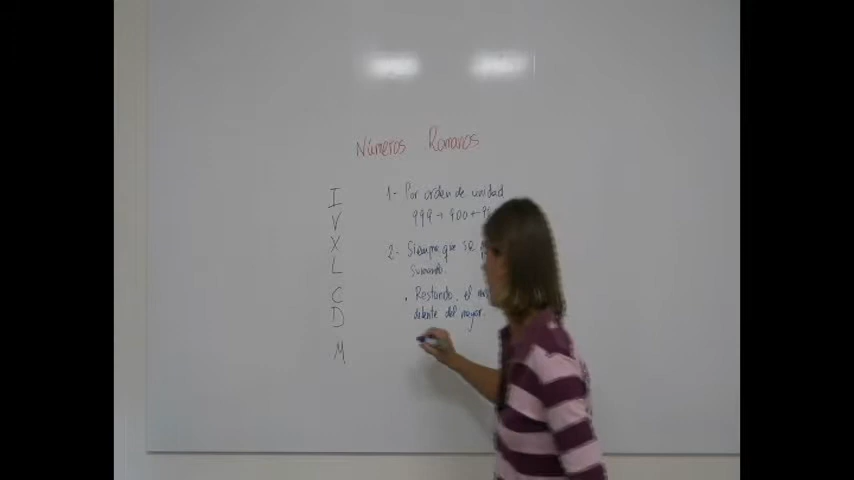 Números Romanos
I
V
X
L
C
D
M
1- Por orden de unidad
999 → 900 +
2- Siempre que se
sumando.
• Restando, el
delante del mayor.